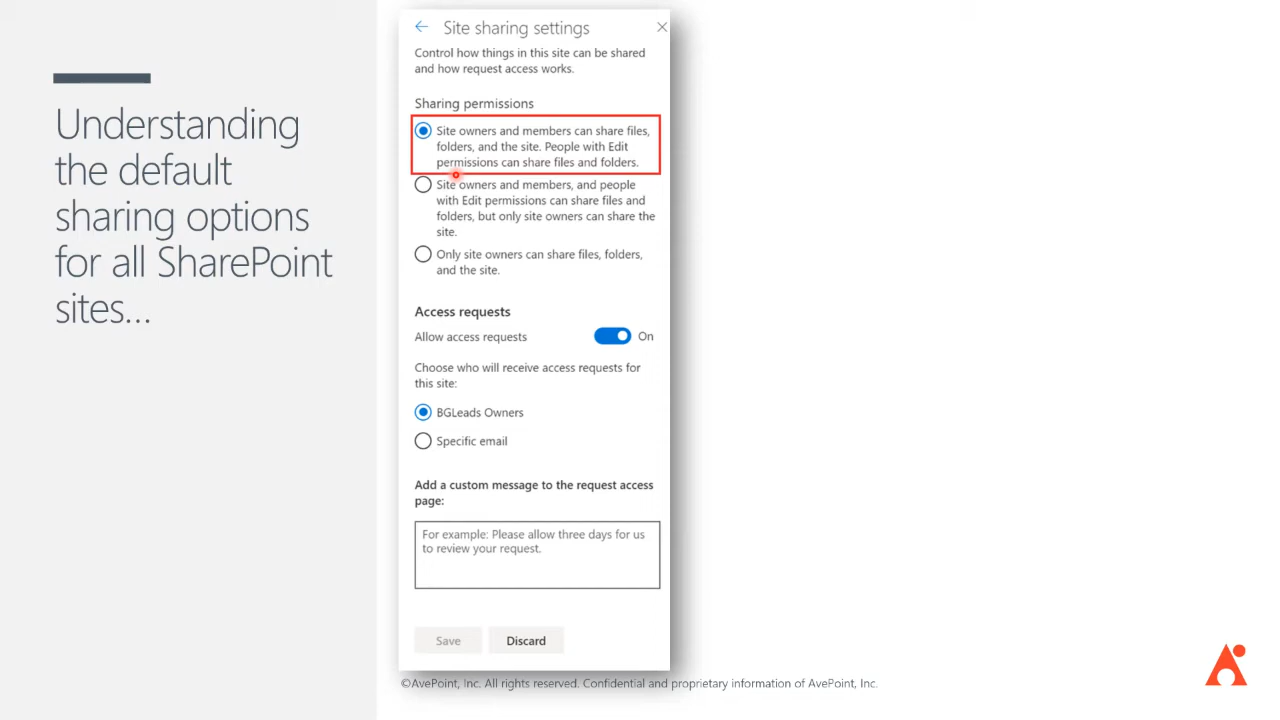 Understanding
the default
sharing options
for all SharePoint
sites...
Site sharing settings
Control how things in this site can be shared
and how request access works.
Sharing permissions
Site owners and members can share files,
folders, and the site. People with Edit
permissions can share files and folders.
Site owners and members, and people
with Edit Permissions can share files and
folders, but only site owners can share the
site.
Only site owners can share files, folders,
and the site.
Access requests
Allow access requests
On
Choose who will receive access requests for
this site:
BGLeads Owners
Specific email
Add a custom message to the request access
page:
For example: Please allow three days for us
to review your request.
Save
Discard
©AvePoint, Inc. All rights reserved. Confidential and proprietary information of AvePoint, Inc.